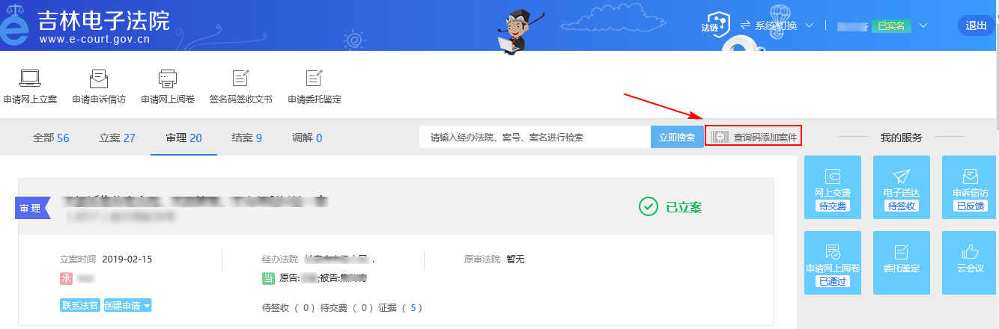 吉林电子法院
www.e-court.gov.cn
法链 系统切换 已实名 退出
申请网上立案 申请申诉信访 申请网上阅卷 签名码签收文书 申请委托鉴定
全部 56 立案 27 审理 20 结案 9 调解 0 请输入经办法院、案号、案名进行检索 立即搜索 查询码添加案件 我的服务
审理 已立案
网上交费 电子送达 申诉信访
待交费 待签收 已反馈
立案时间 2019-02-15 经办法院 原审法院 暂无
承 当 原告: ;被告:
申请网上阅卷 委托鉴定 云会议
已通过
联系法官 创建申请 待签收 ( 0 ) 待交费 ( 0 ) 证据 ( 5 )